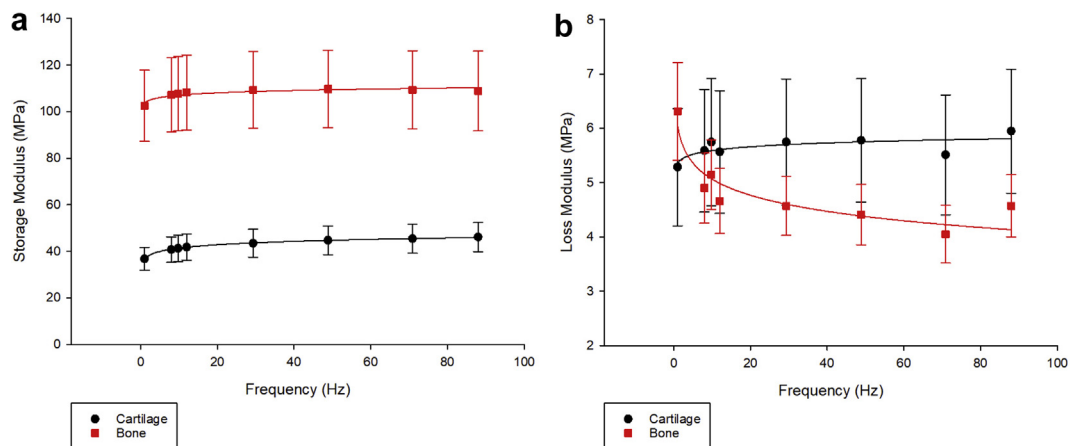 a
140
120
100
80
60
40
20
0
Storage Modulus (MPa)
0 20 40 60 80 100
Frequency (Hz)
Cartilage
Bone
b
8
7
6
5
4
3
2
Loss Modulus (MPa)
0 20 40 60 80 100
Frequency (Hz)
Cartilage
Bone